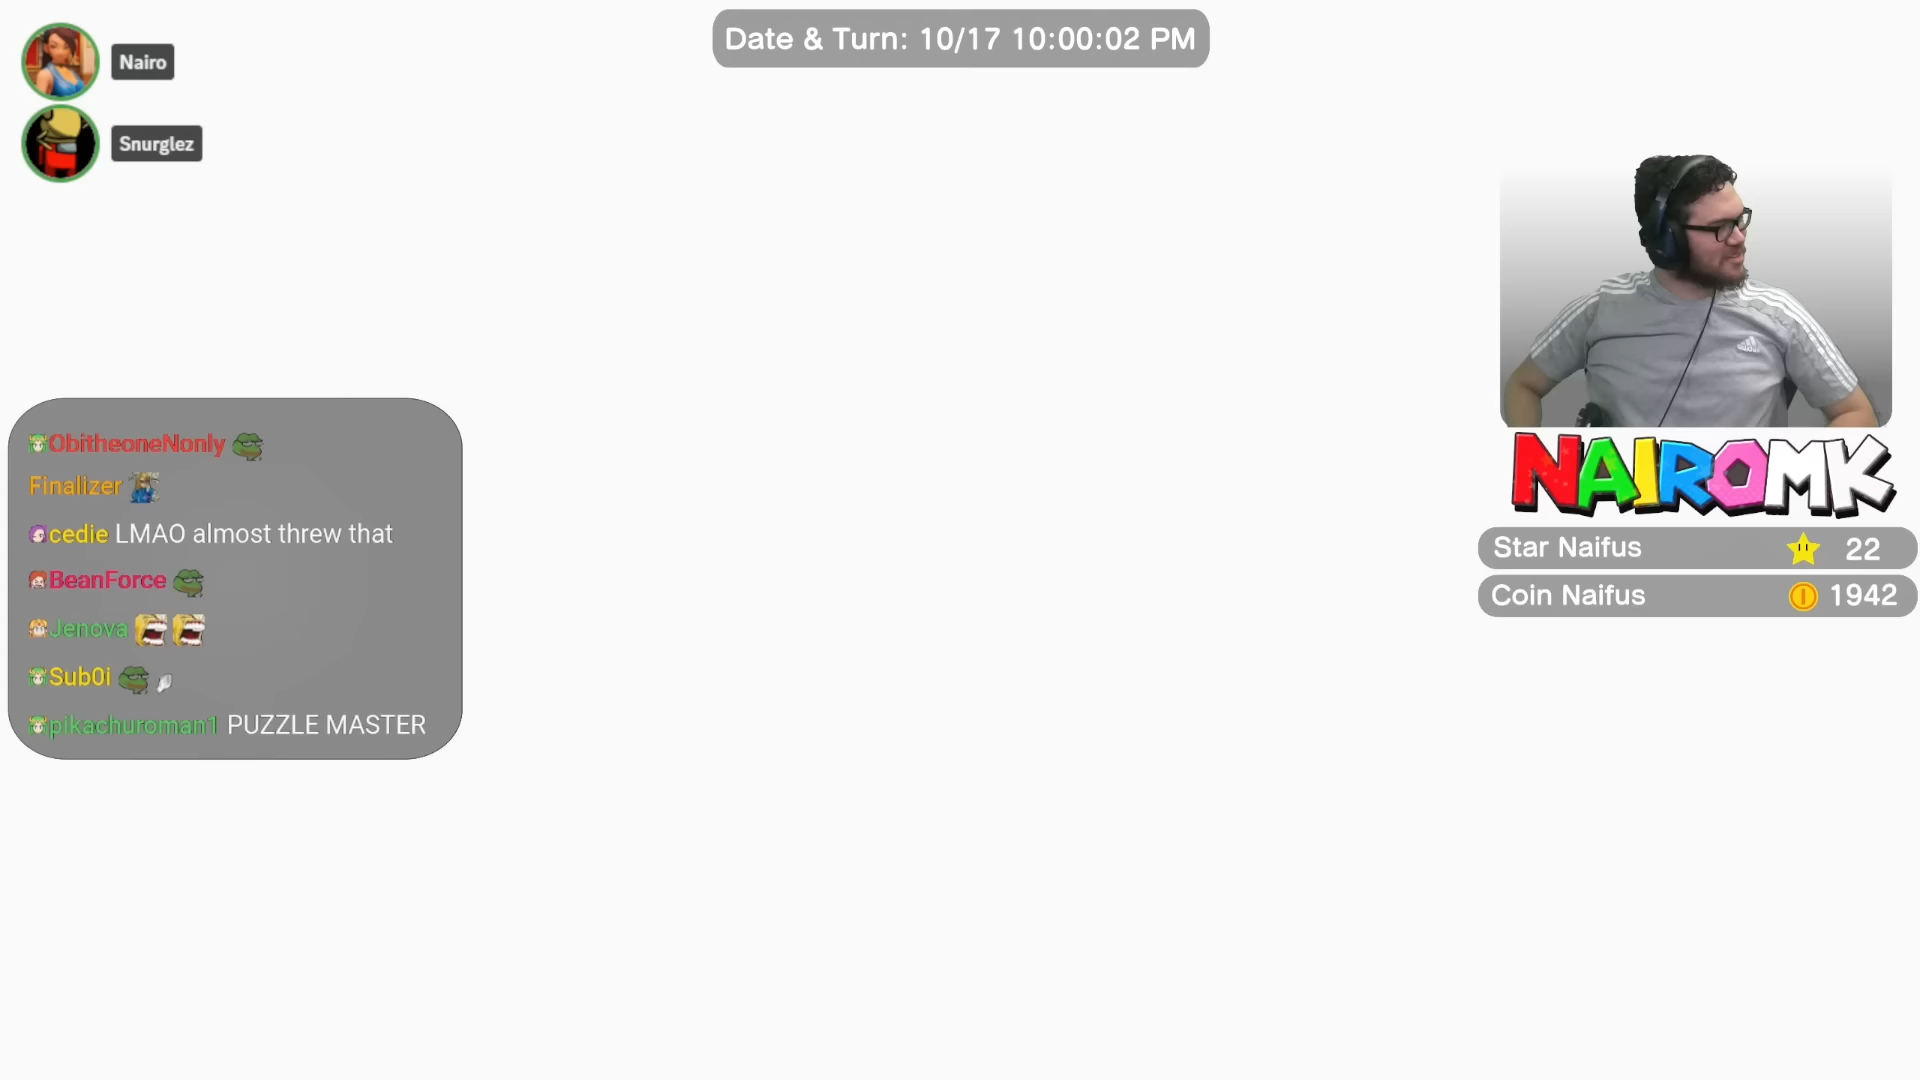 Date & Turn: 10/17 10:00:02 PM
Nairo
Snurglez
ObitheoneNonly
Finalizer
cedie LMAO almost threw that
BeanForce
Jenova
Sub0i
pikachuroman1 PUZZLE MASTER
adidas
NAIROMK
Star Naifus 22
Coin Naifus 1942